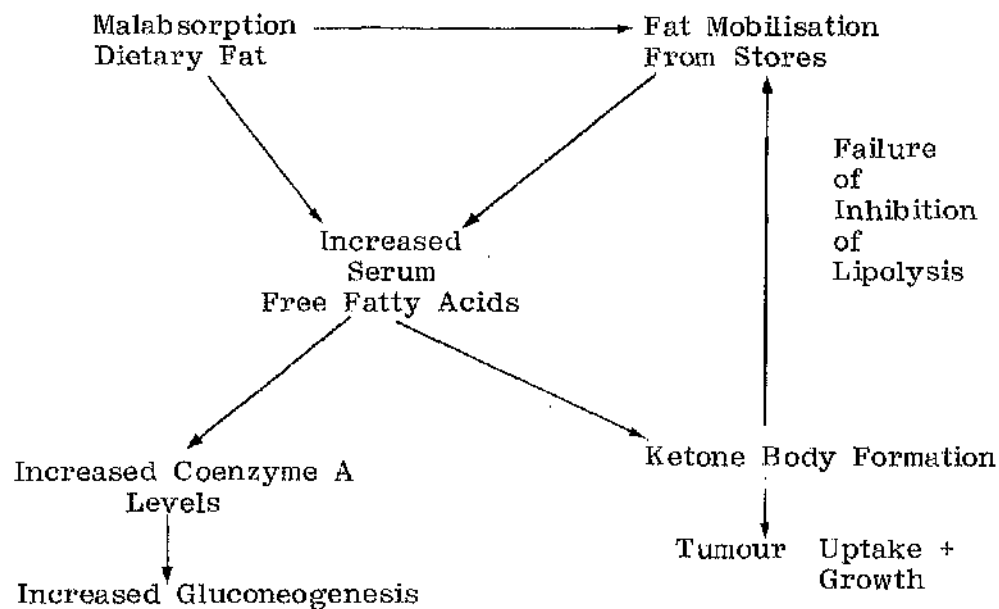 Malabsorption
Dietary Fat
Fat Mobilisation
From Stores
Failure
of
Inhibition
of
Lipolysis
Increased
Serum
Free Fatty Acids
Increased Coenzyme A
Levels
Ketone Body Formation
Increased Gluconeogenesis
Tumour Uptake +
Growth